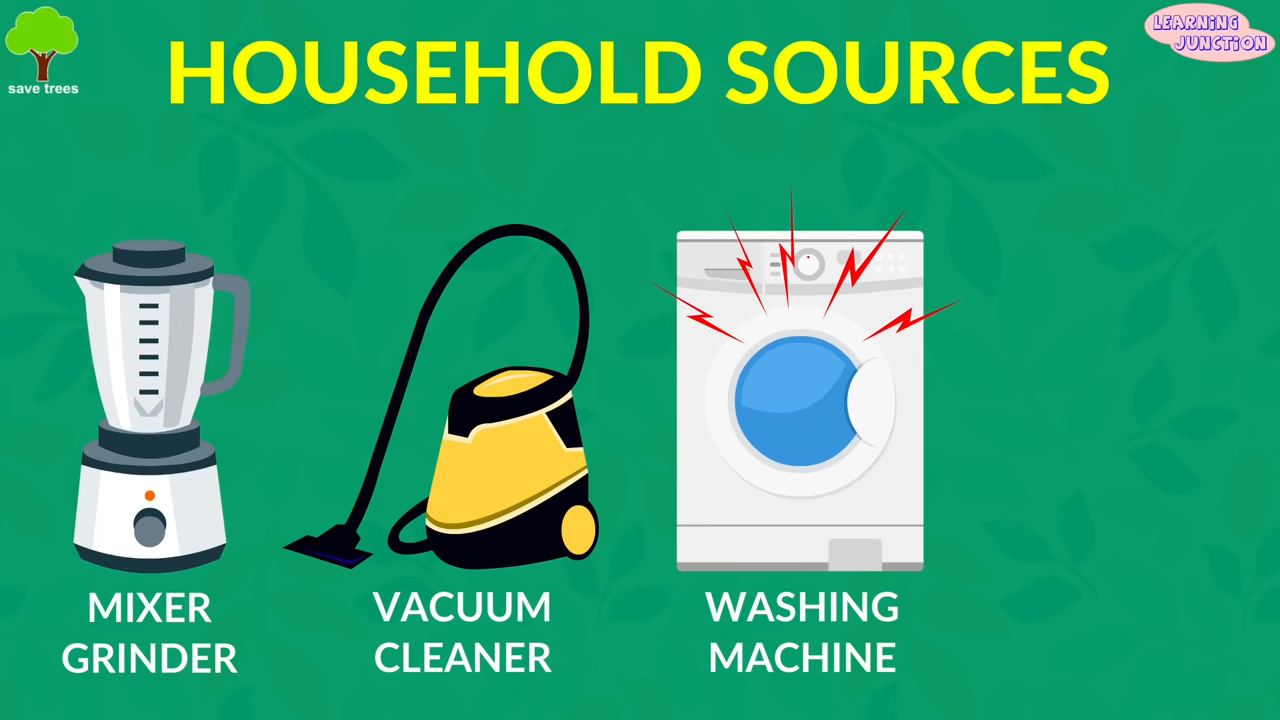 save trees
LEARNiNG
JUNCTiON
HOUSEHOLD SOURCES
MIXER
GRINDER
VACUUM
CLEANER
WASHING
MACHINE